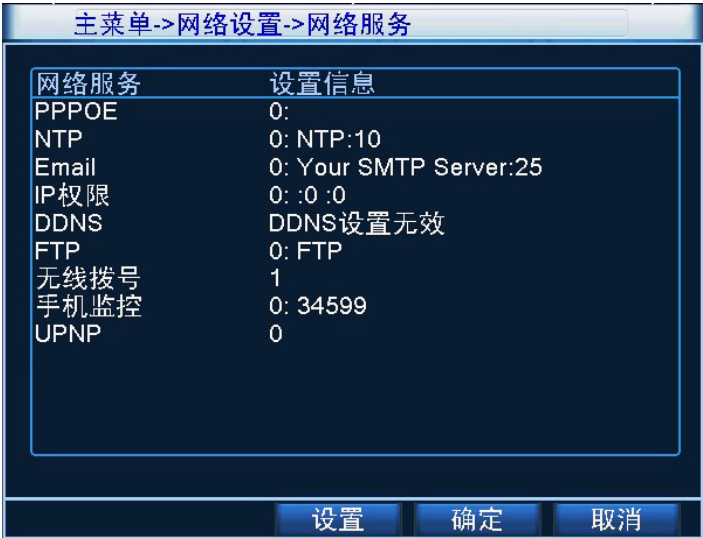 主菜单->网络设置->网络服务
网络服务 设置信息
PPPOE 0:
NTP 0: NTP:10
Email 0: Your SMTP Server:25
IP权限 0: :0 :0
DDNS DDNS设置无效
FTP 0: FTP
无线拨号 1
手机监控 0: 34599
UPNP 0
设置 确定 取消